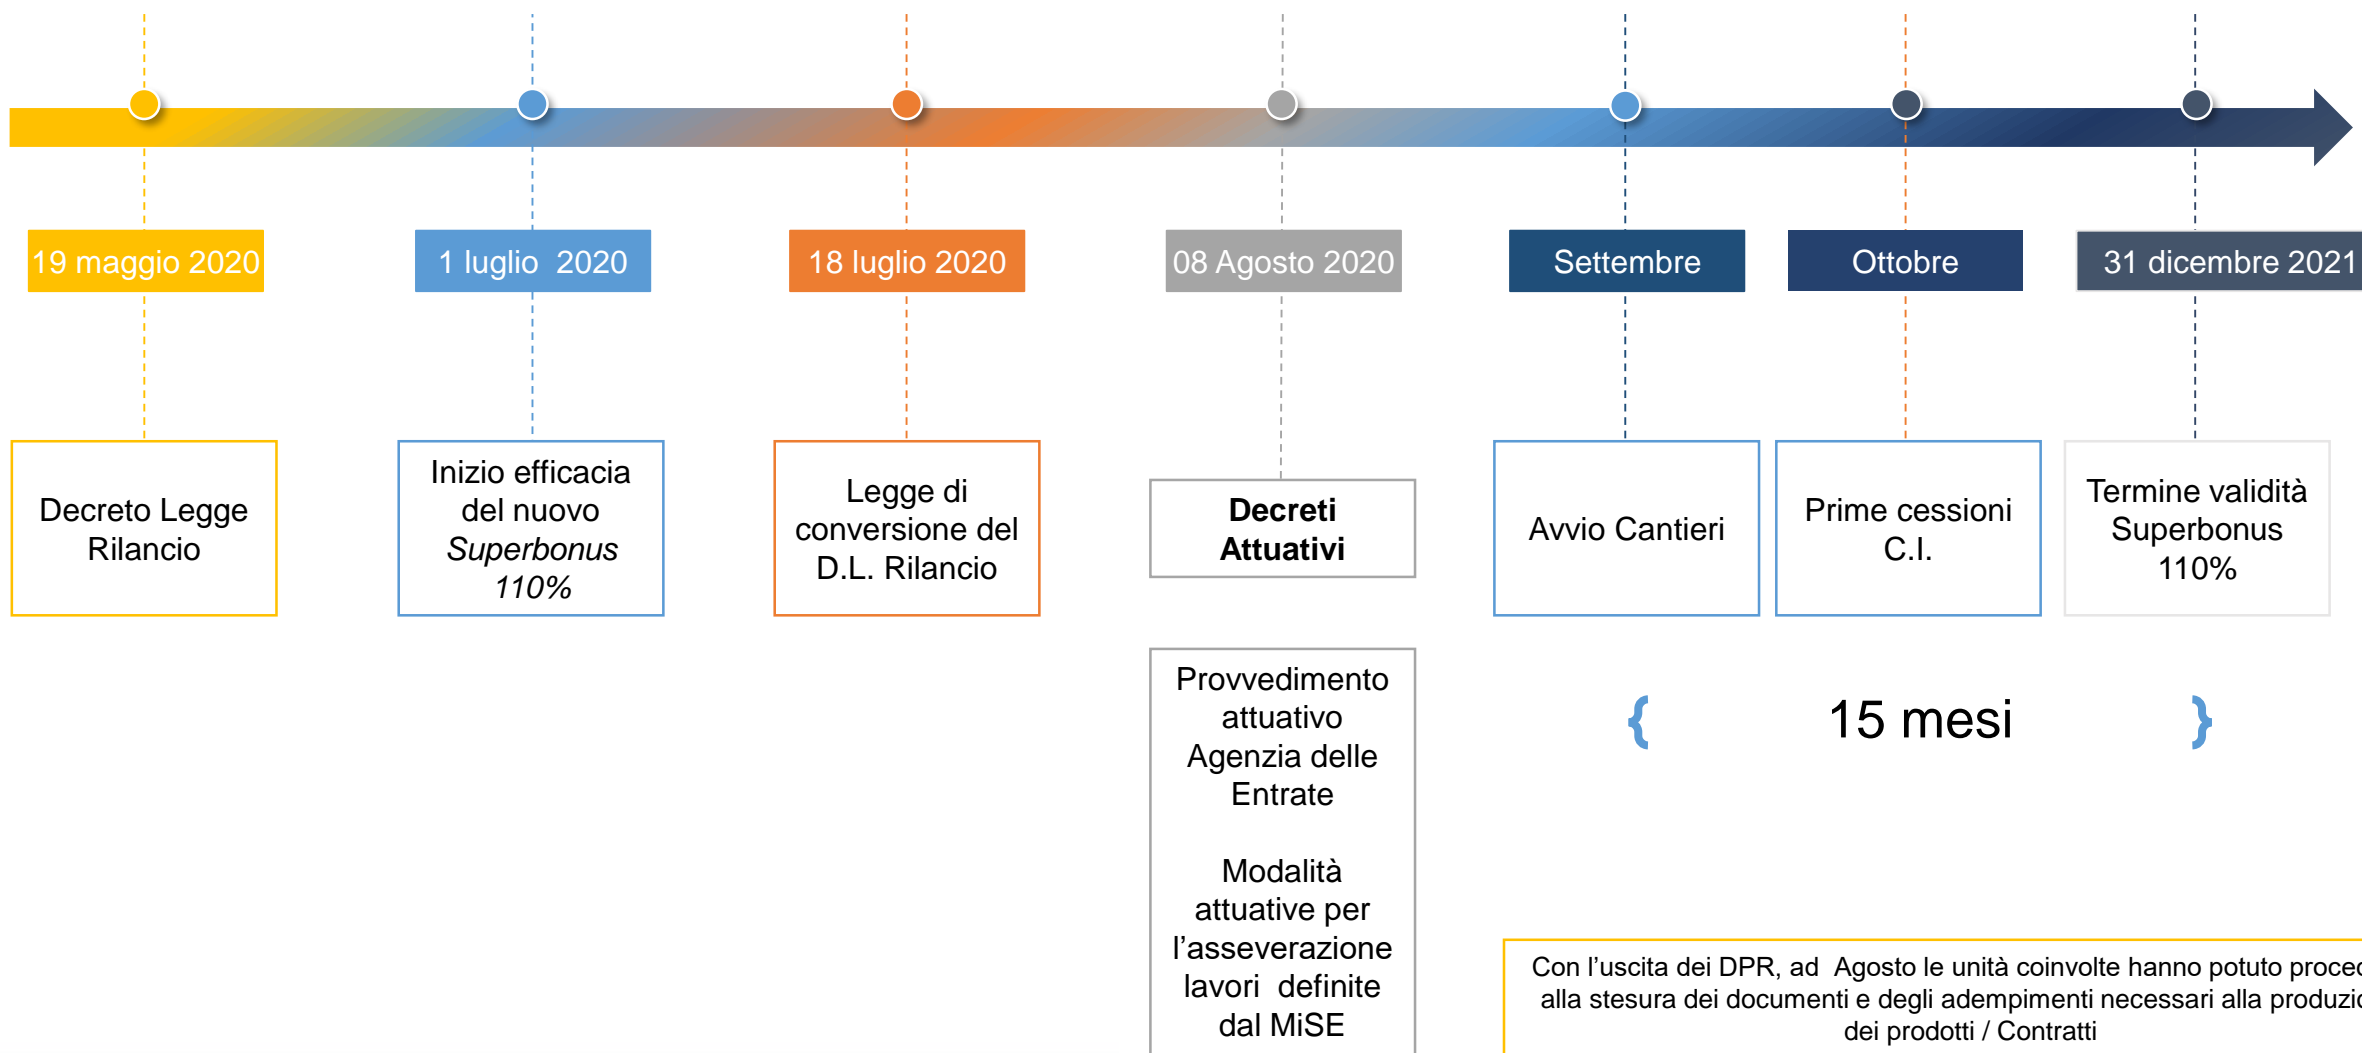 19 maggio 2020
1 luglio 2020
18 luglio 2020
08 Agosto 2020
Settembre
Ottobre
31 dicembre 2021
Decreto Legge
Rilancio
Inizio efficacia
del nuovo
Superbonus
110%
Legge di
conversione del
D.L. Rilancio
Decreti
Attuativi
Avvio Cantieri
Prime cessioni
C.I.
Termine validità
Superbonus
110%
Provvedimento
attuativo
Agenzia delle
Entrate
Modalità
attuative per
l’asseverazione
lavori definite
dal MiSE
{ 15 mesi }
Con l’uscita dei DPR, ad Agosto le unità coinvolte hanno potuto
alla stesura dei documenti e degli adempimenti necessari alla
dei prodotti / Contratti